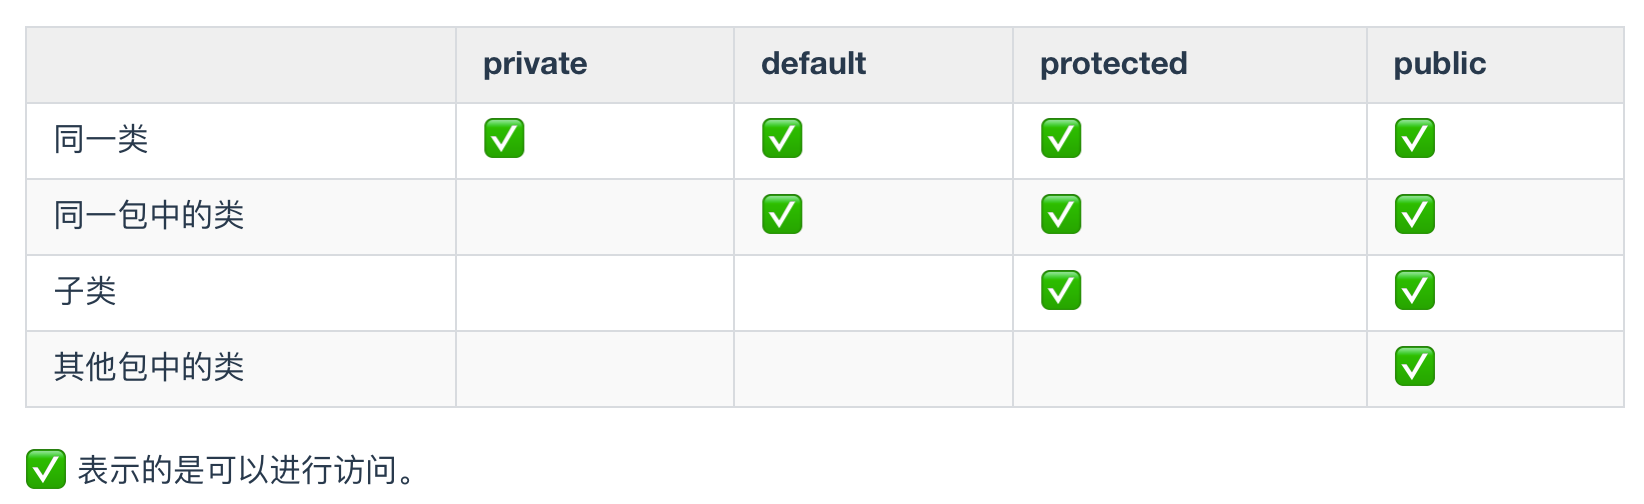 private default protected public
同一类 ✅ ✅ ✅ ✅
同一包中的类 ✅ ✅ ✅
子类 ✅ ✅
其他包中的类 ✅
✅ 表示的是可以进行访问。